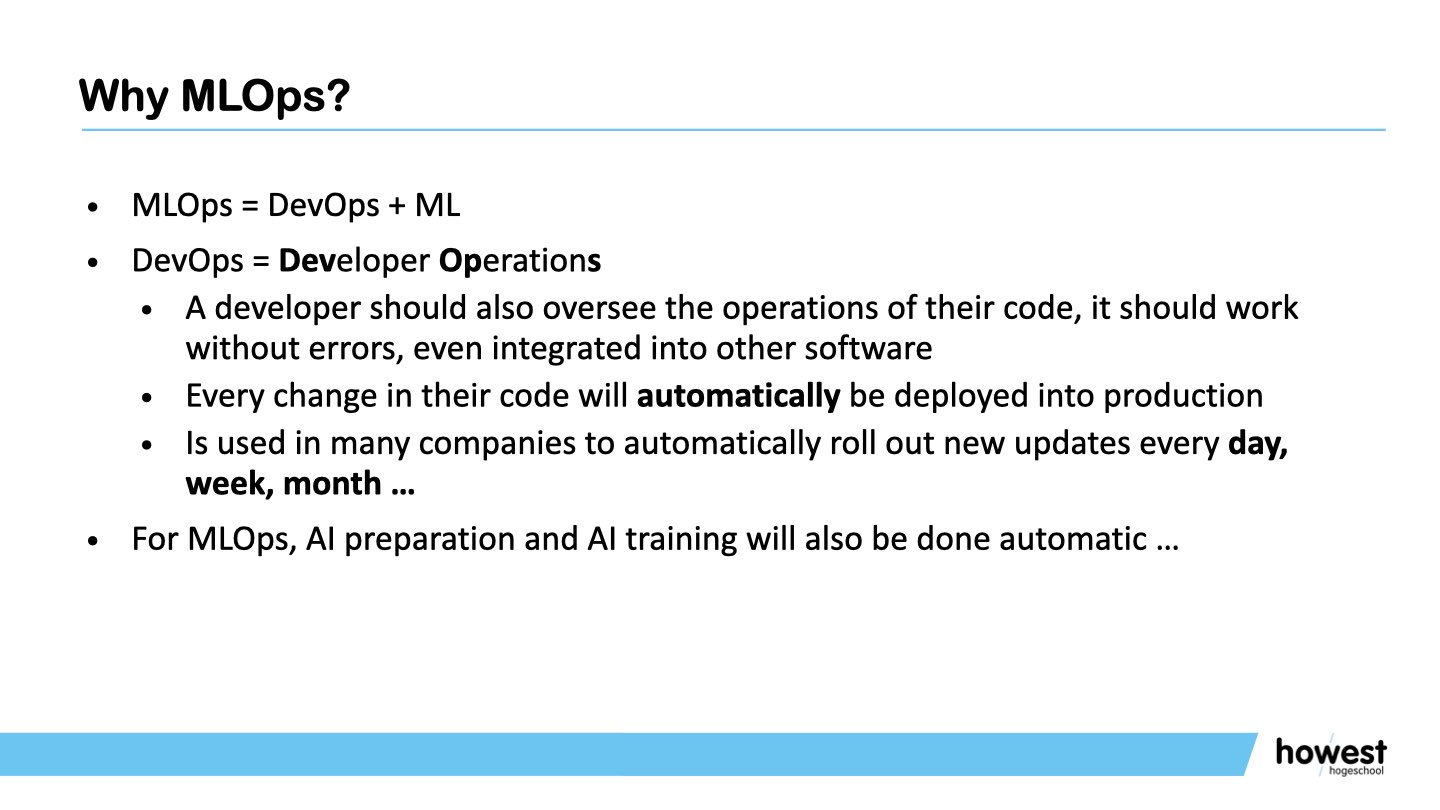 Why MLOps?
• MLOps = DevOps + ML
• DevOps = Developer Operations
• A developer should also oversee the operations of their code, it should work
without errors, even integrated into other software
• Every change in their code will automatically be deployed into production
• Is used in many companies to automatically roll out new updates every day,
week, month ...
• For MLOps, AI preparation and AI training will also be done automatic ...
howest
hogeschool